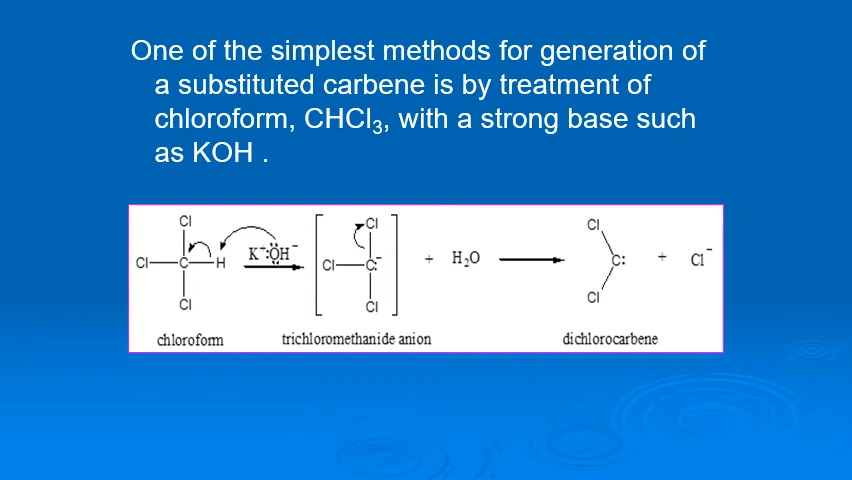 One of the simplest methods for generation of
a substituted carbene is by treatment of
chloroform, CHCl₃, with a strong base such
as KOH .
Cl Cl Cl
Cl C H K⁺:ÖH⁻ Cl C:⁻ + H₂O C: + Cl⁻
Cl Cl Cl
chloroform trichloromethanide anion dichlorocarbene